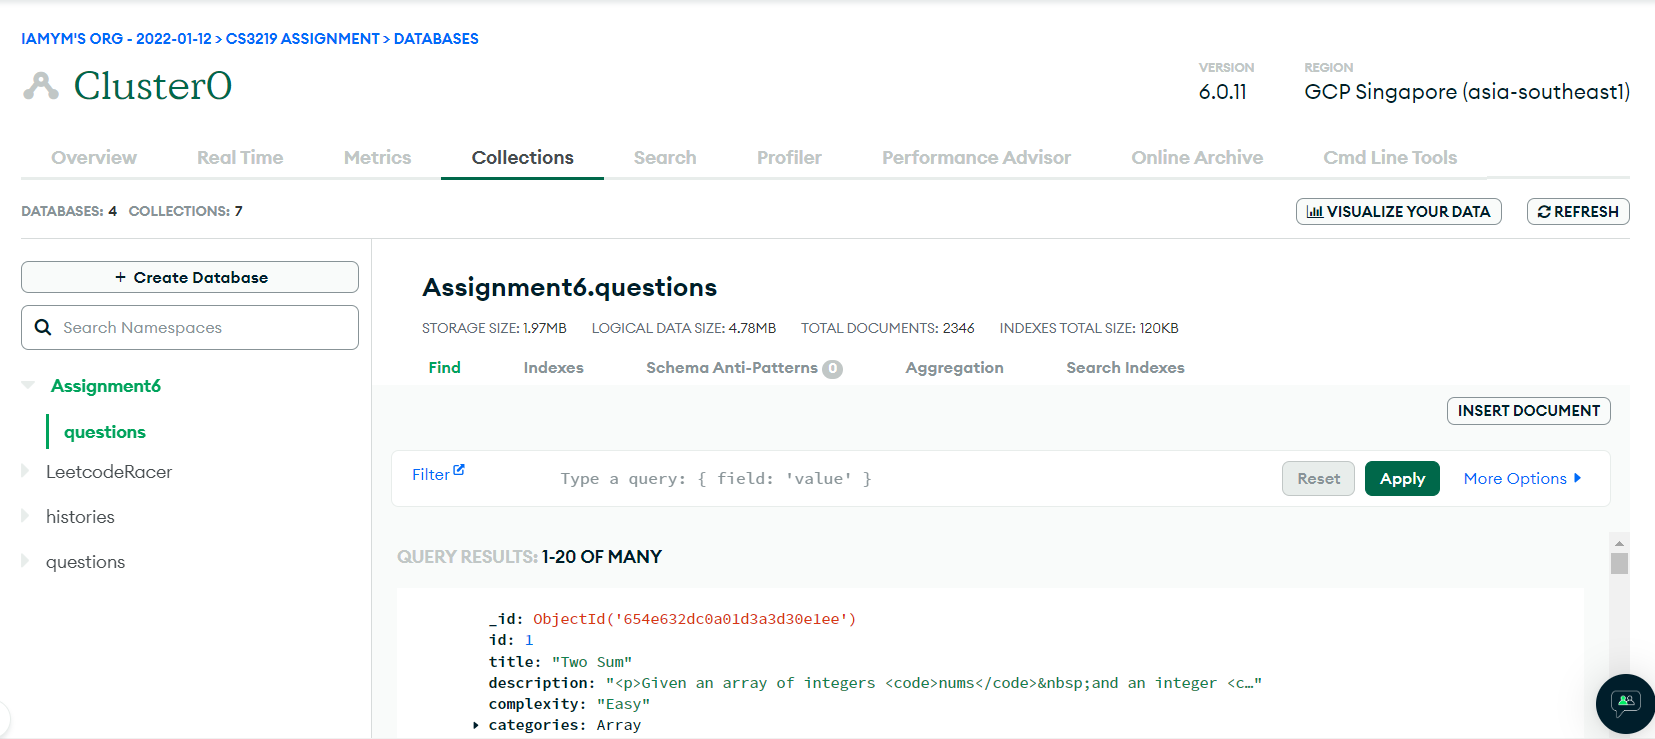 IAMYM'S ORG - 2022-01-12 > CS3219 ASSIGNMENT > DATABASES
Cluster0
VERSION
6.0.11
REGION
GCP Singapore (asia-southeast1)
Overview Real Time Metrics Collections Search Profiler Performance Advisor Online Archive Cmd Line Tools
DATABASES: 4 COLLECTIONS: 7
VISUALIZE YOUR DATA
REFRESH
+ Create Database
Search Namespaces
Assignment6
questions
LeetcodeRacer
histories
questions
Assignment6.questions
STORAGE SIZE: 1.97MB LOGICAL DATA SIZE: 4.78MB TOTAL DOCUMENTS: 2346 INDEXES TOTAL SIZE: 120KB
Find Indexes Schema Anti-Patterns 0 Aggregation Search Indexes
INSERT DOCUMENT
Filter Type a query: { field: 'value' } Reset Apply More Options
QUERY RESULTS: 1-20 OF MANY
_id: ObjectId('654e632dc0a01d3a3d30e1ee')
id: 1
title: "Two Sum"
description: "<p>Given an array of integers <code>nums</code>&nbsp;and an integer <c…"
complexity: "Easy"
categories: Array